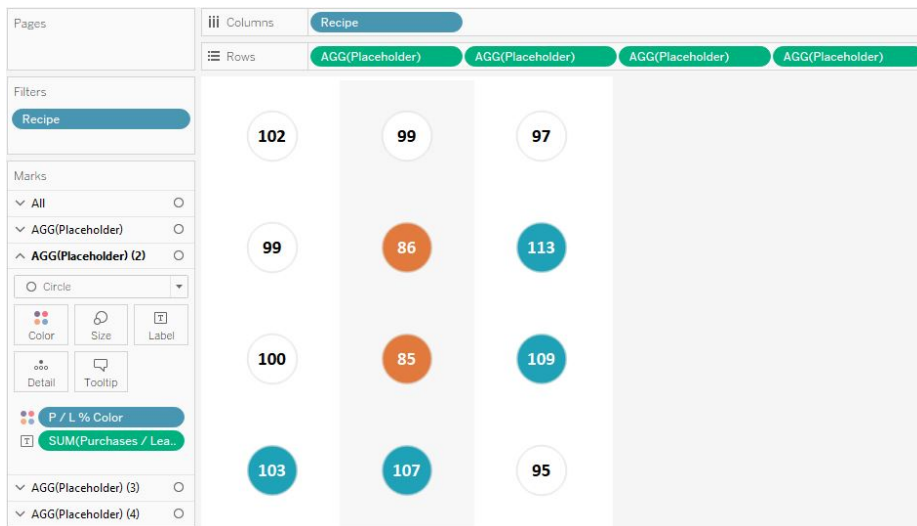 Pages
Columns
Recipe
Rows
AGG(Placeholder)
AGG(Placeholder)
AGG(Placeholder)
AGG(Placeholder)
Filters
Recipe
Marks
All
AGG(Placeholder)
AGG(Placeholder) (2)
Circle
Color
Size
T
Label
Detail
Tooltip
P / L % Color
T
SUM(Purchases / Lea..
AGG(Placeholder) (3)
AGG(Placeholder) (4)
102 99 97
99 86 113
100 85 109
103 107 95